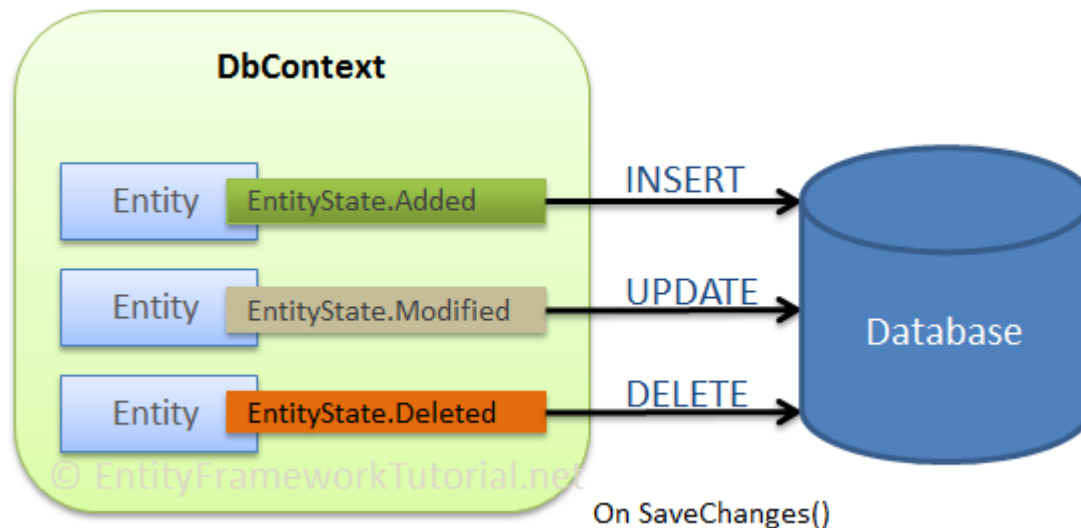 DbContext
Entity EntityState.Added INSERT
Entity EntityState.Modified UPDATE
Database
Entity EntityState.Deleted DELETE
© EntityFrameworkTutorial.net
On SaveChanges()